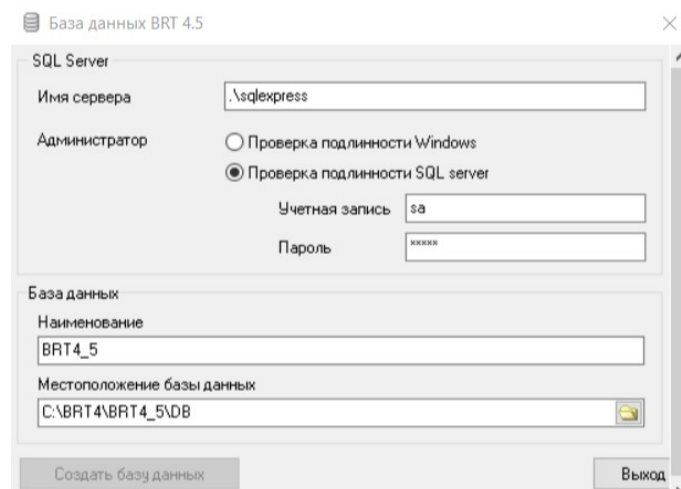 База данных BRT 4.5
SQL Server
Имя сервера
.\sqlexpress
Администратор
Проверка подлинности Windows
Проверка подлинности SQL server
Учетная запись
sa
Пароль
×××××
База данных
Наименование
BRT4_5
Местоположение базы данных
C:\BRT4\BRT4_5\DB
Создать базу данных
Выход